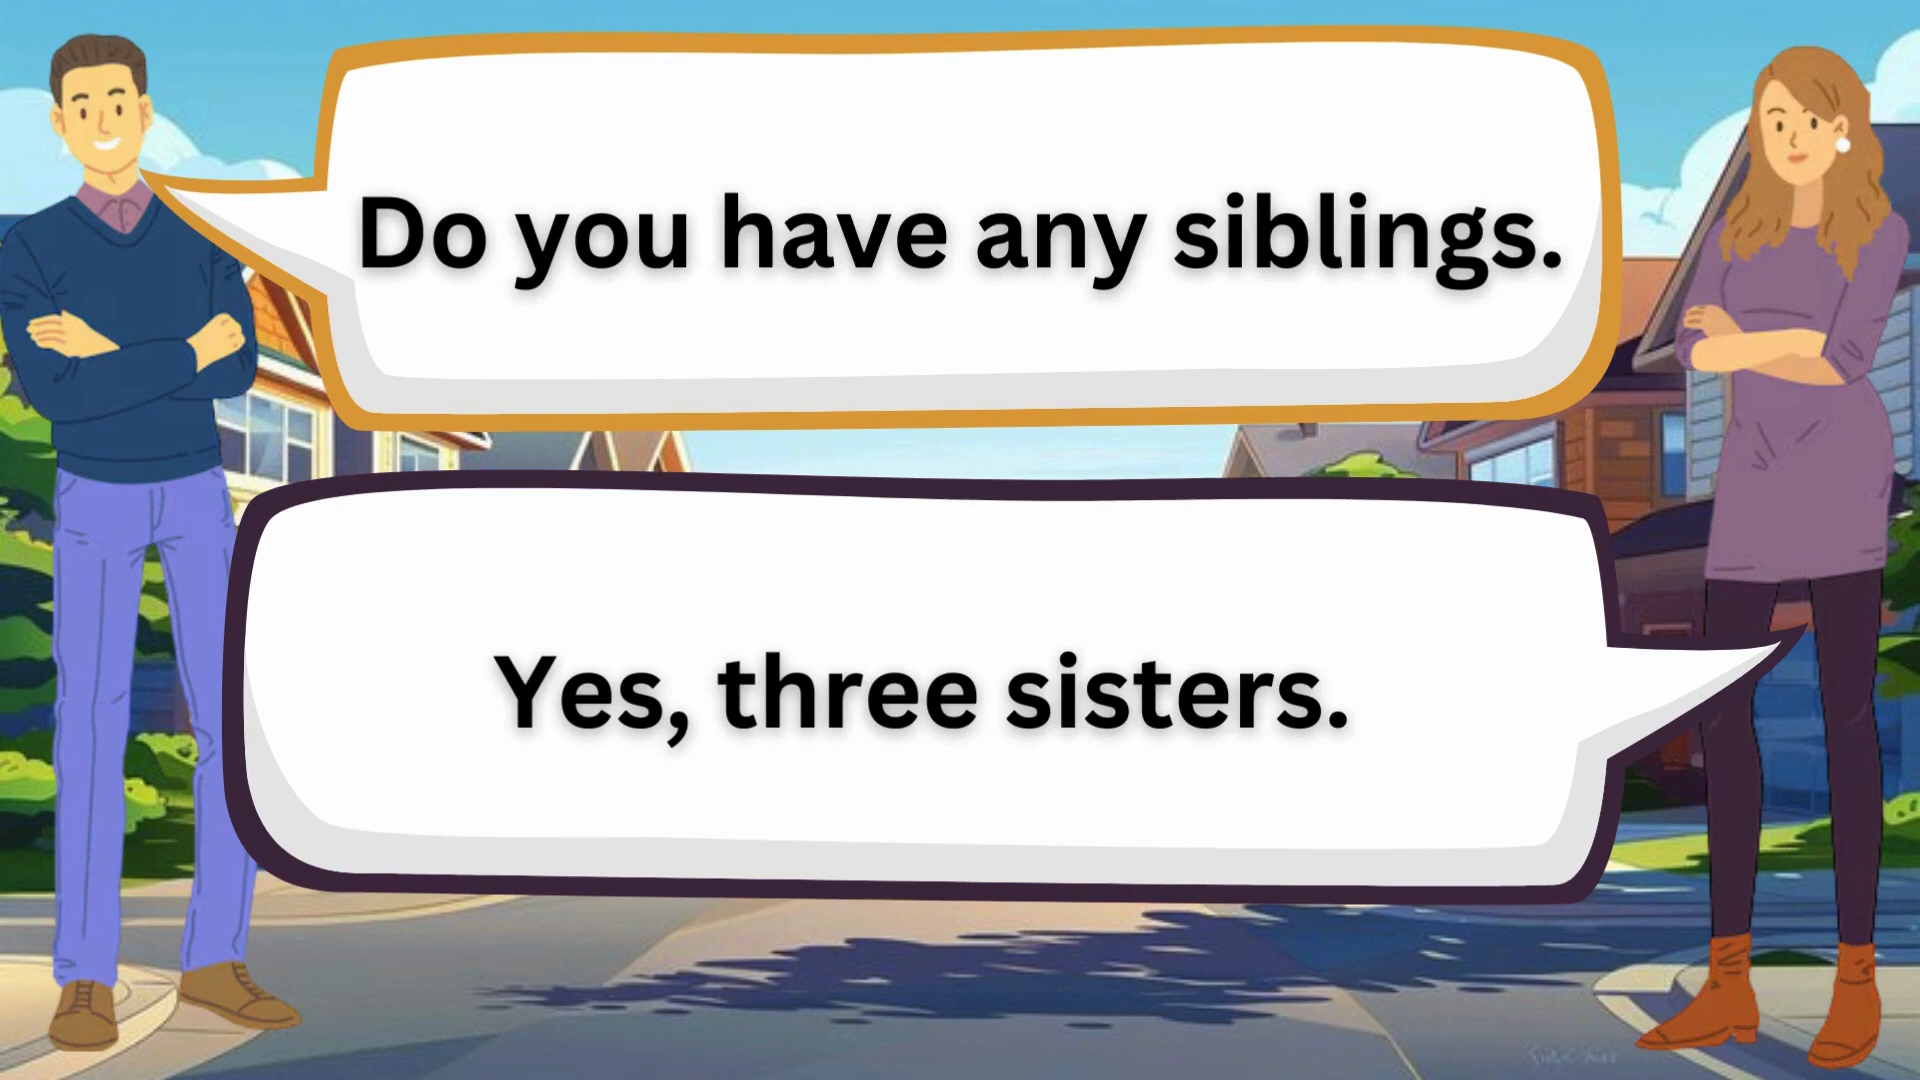 Do you have any siblings.
Yes, three sisters.